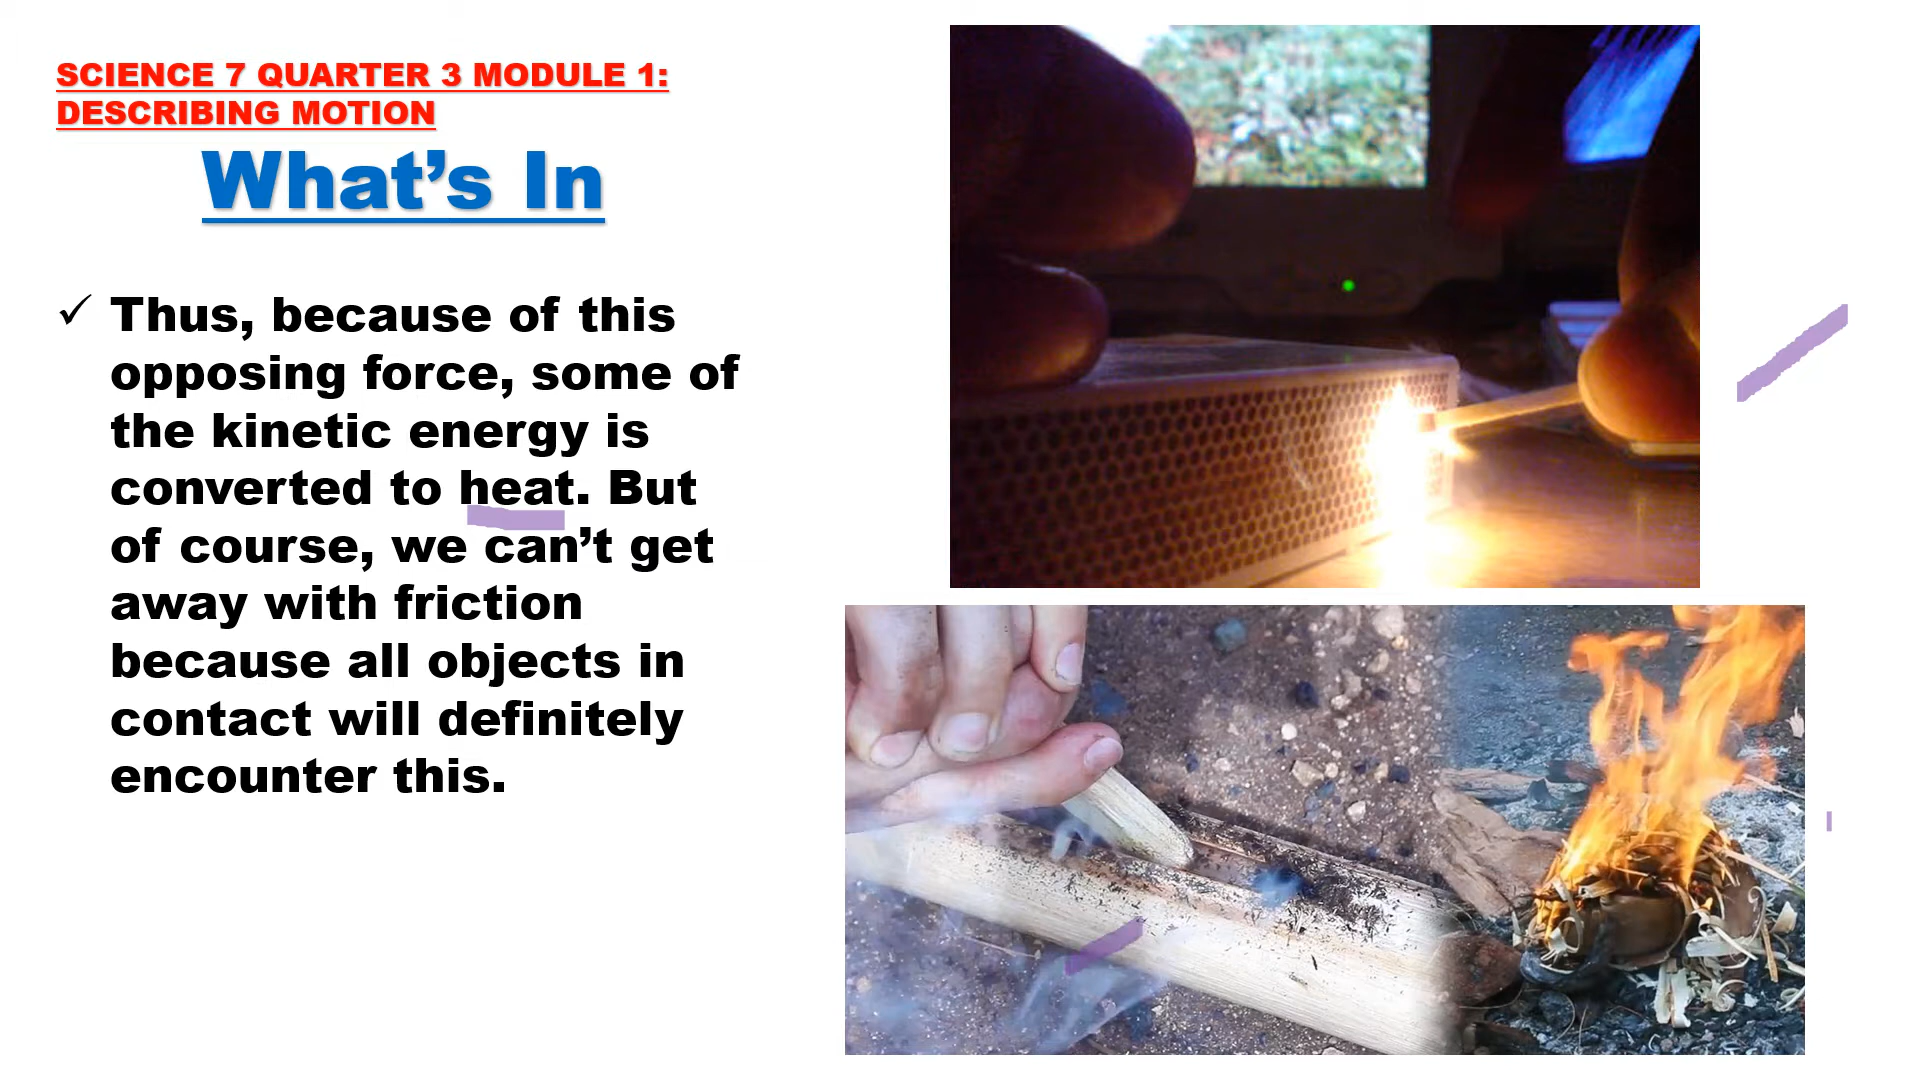 SCIENCE 7 QUARTER 3 MODULE 1:
DESCRIBING MOTION
What’s In
✓ Thus, because of this
opposing force, some of
the kinetic energy is
converted to heat. But
of course, we can’t get
away with friction
because all objects in
contact will definitely
encounter this.